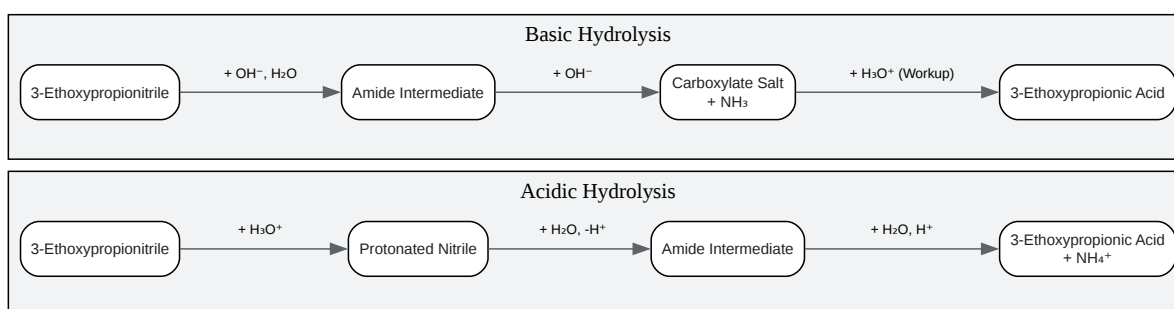 Basic Hydrolysis
3-Ethoxypropionitrile
+ OH⁻, H₂O
Amide Intermediate
+ OH⁻
Carboxylate Salt
+ NH₃
+ H₃O⁺ (Workup)
3-Ethoxypropionic Acid
Acidic Hydrolysis
3-Ethoxypropionitrile
+ H₃O⁺
Protonated Nitrile
+ H₂O, -H⁺
Amide Intermediate
+ H₂O, H⁺
3-Ethoxypropionic Acid
+ NH₄⁺